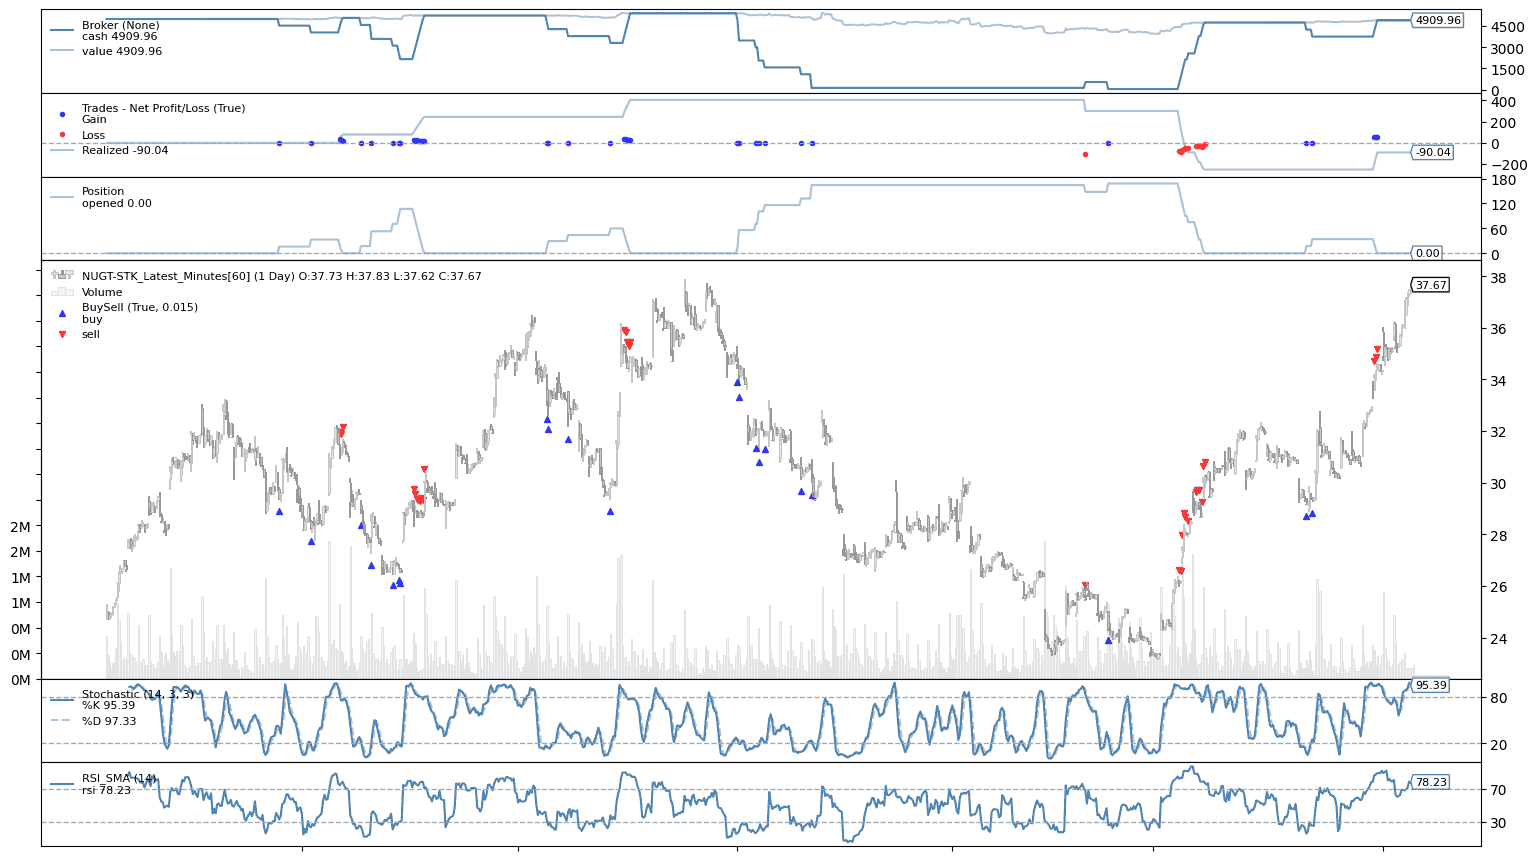 Broker (None)
cash 4909.96
value 4909.96
4909.96
4500
3000
1500
0
Trades - Net Profit/Loss (True)
Gain
Loss
Realized -90.04
400
200
0
-90.04
−200
Position
opened 0.00
180
120
60
0
0.00
NUGT-STK_Latest_Minutes[60] (1 Day) O:37.73 H:37.83 L:37.62 C:37.67
Volume
BuySell (True, 0.015)
buy
sell
38
37.67
36
34
32
30
28
26
24
2M
2M
1M
1M
0M
0M
0M
Stochastic (14, 3, 3)
%K 95.39
%D 97.33
95.39
80
20
RSI_SMA (14)
rsi 78.23
78.23
70
30